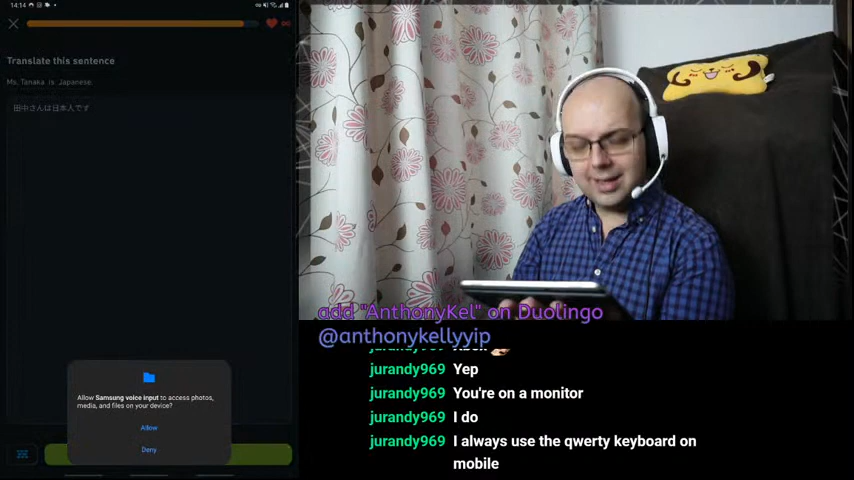 14:14
Translate this sentence
Ms. Tanaka is Japanese.
田中さんは日本人です
Allow Samsung voice input to access photos,
media, and files on your device?
Allow
Deny
add "AnthonyKel" on Duolingo
@anthonykellyyip
jurandy969
jurandy969 Yep
jurandy969 You're on a monitor
jurandy969 I do
jurandy969 I always use the qwerty keyboard on
mobile